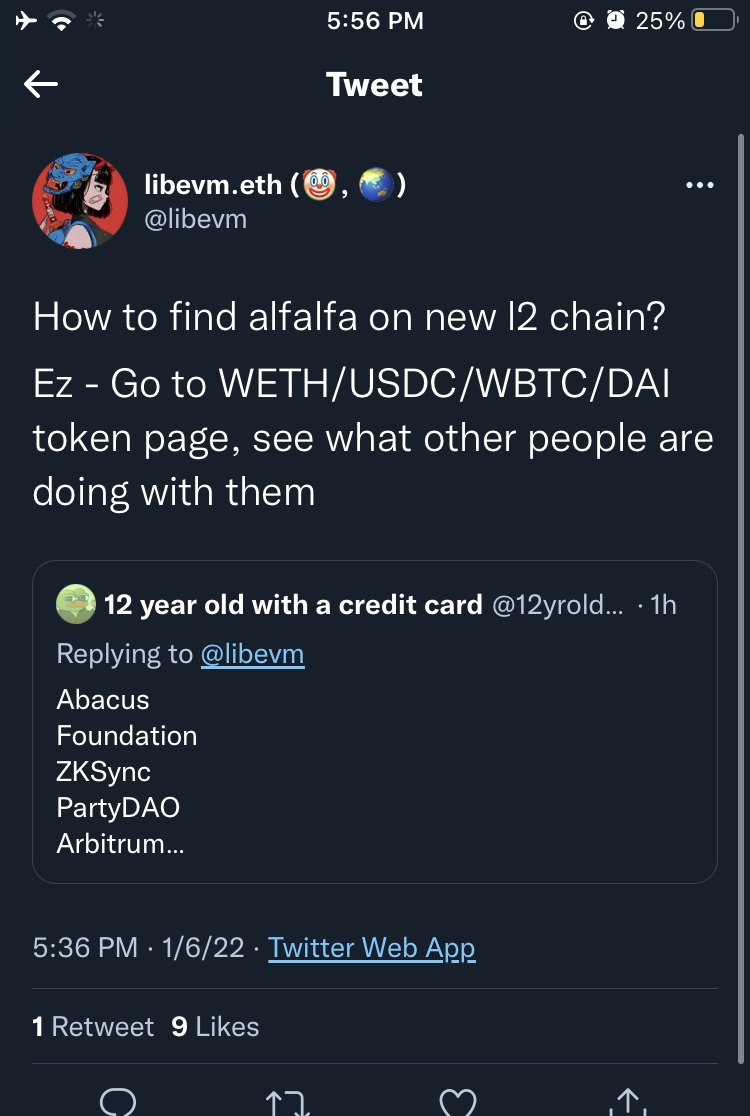 5:56 PM
25%
Tweet
libevm.eth (🤡, 🌏)
@libevm
How to find alfalfa on new l2 chain?
Ez - Go to WETH/USDC/WBTC/DAI
token page, see what other people are
doing with them
12 year old with a credit card @12yrold... · 1h
Replying to @libevm
Abacus
Foundation
ZKSync
PartyDAO
Arbitrum...
5:36 PM · 1/6/22 · Twitter Web App
1 Retweet 9 Likes